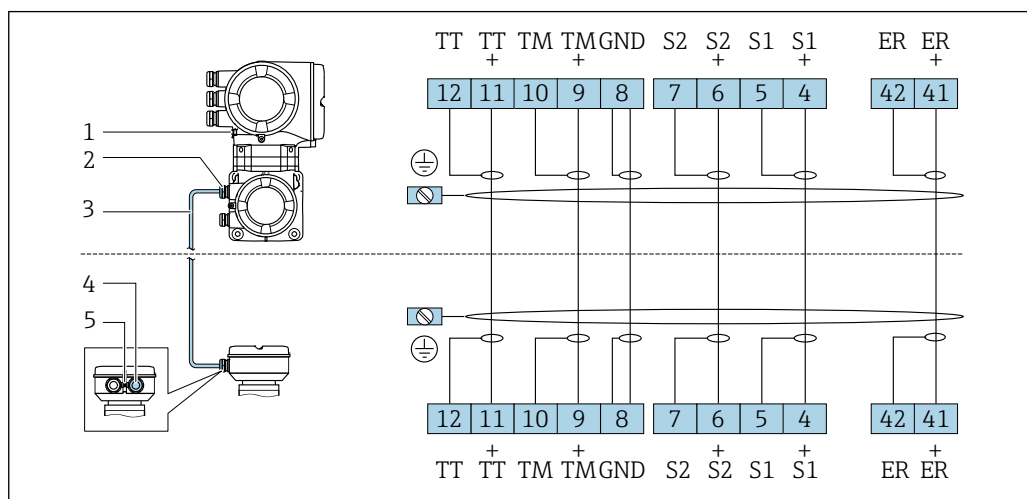 TT TT TM TM GND S2 S2 S1 S1 ER ER
+ + + + +
12 11 10 9 8 7 6 5 4 42 41
1
2
3
4
5
12 11 10 9 8 7 6 5 4 42 41
+ + + + +
TT TT TM TM GND S2 S2 S1 S1 ER ER